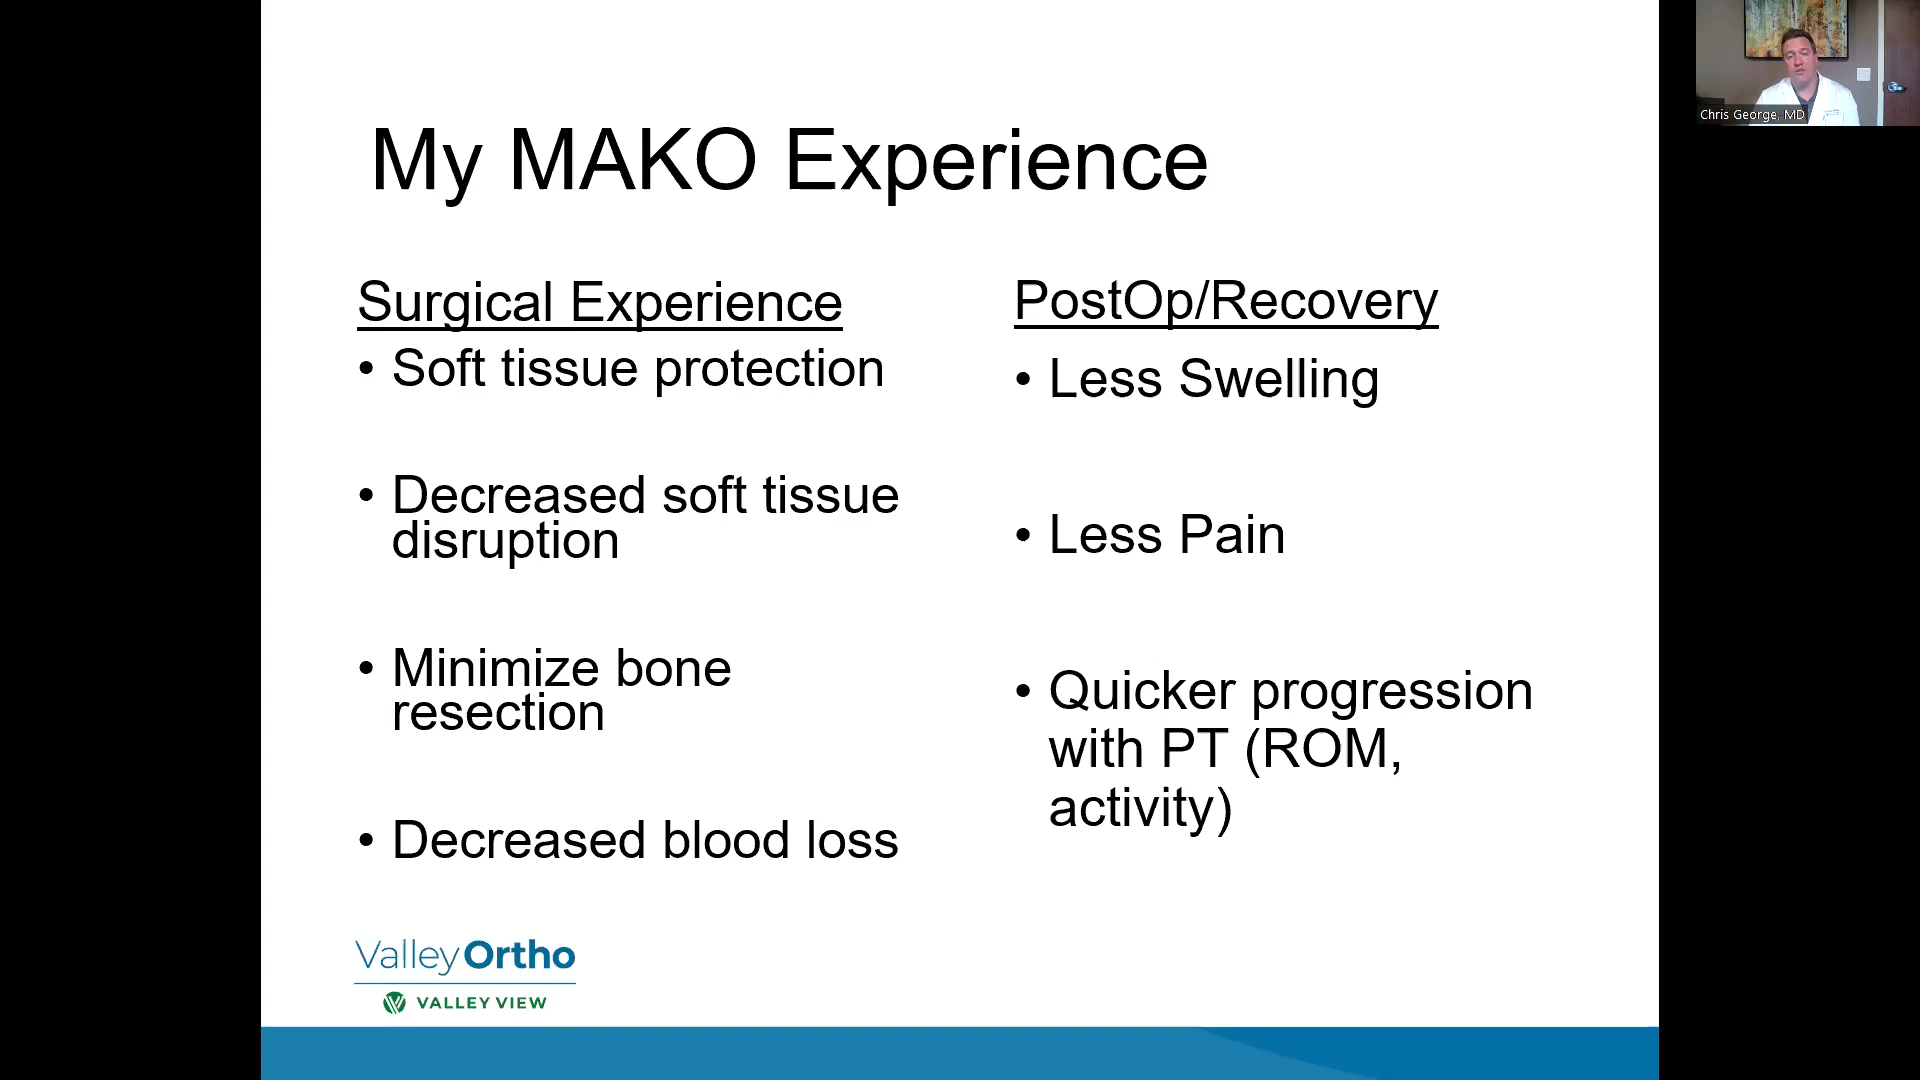 My MAKO Experience
Surgical Experience
• Soft tissue protection
• Decreased soft tissue
disruption
• Minimize bone
resection
• Decreased blood loss
PostOp/Recovery
• Less Swelling
• Less Pain
• Quicker progression
with PT (ROM,
activity)
ValleyOrtho
VALLEY VIEW
Chris George, MD